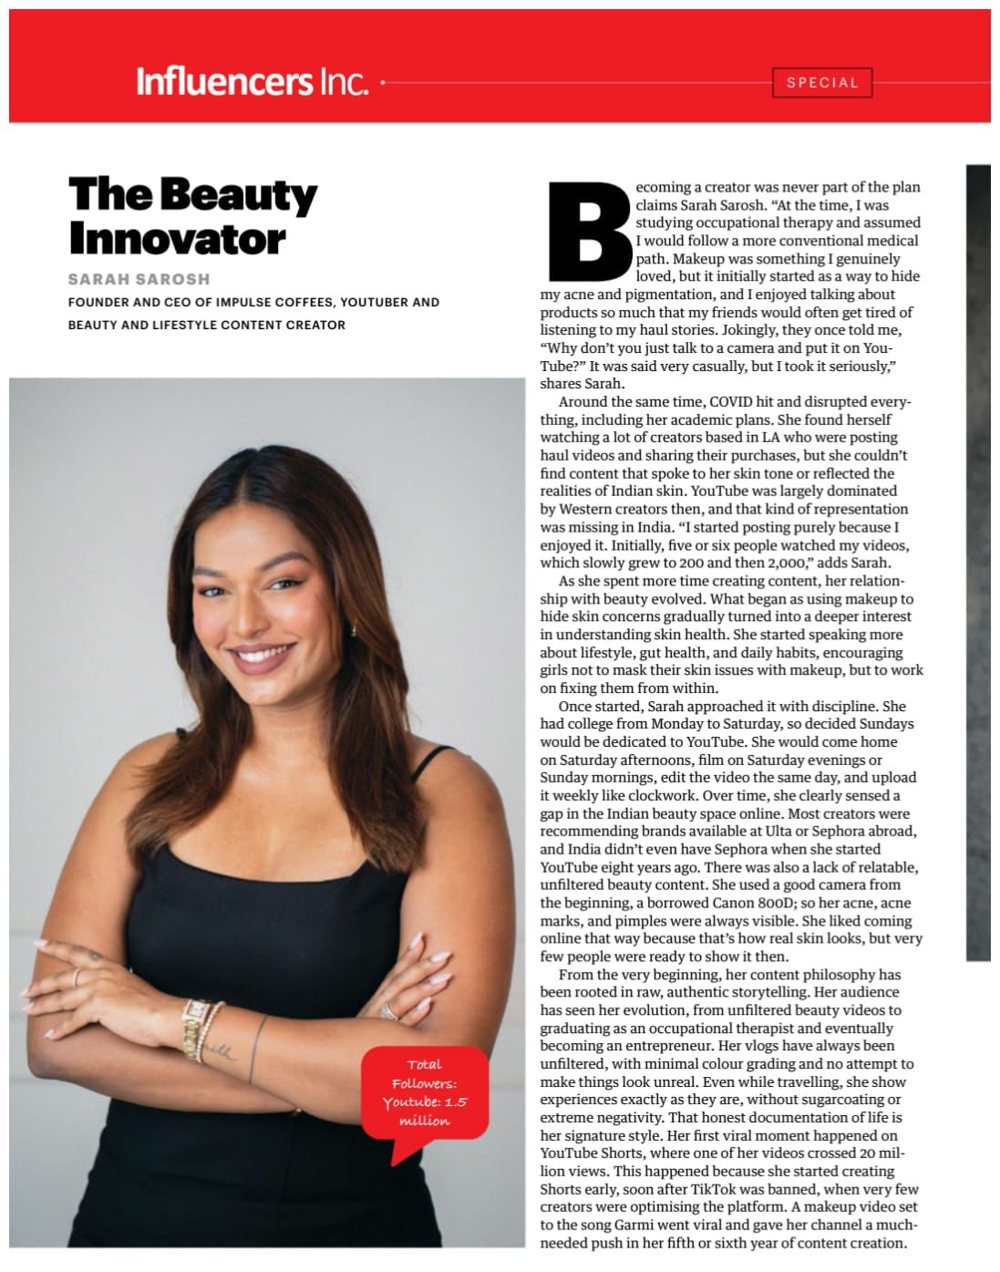 Influencers Inc.
SPECIAL
The Beauty
Innovator
SARAH SAROSH
FOUNDER AND CEO OF IMPULSE COFFEES, YOUTUBER AND
BEAUTY AND LIFESTYLE CONTENT CREATOR
Becoming a creator was never part of the plan
claims Sarah Sarosh. “At the time, I was
studying occupational therapy and assumed
I would follow a more conventional medical
path. Makeup was something I genuinely
loved, but it initially started as a way to hide
my acne and pigmentation, and I enjoyed talking about
products so much that my friends would often get tired of
listening to my haul stories. Jokingly, they once told me,
“Why don’t you just talk to a camera and put it on You-
Tube?” It was said very casually, but I took it seriously,”
shares Sarah.
Around the same time, COVID hit and disrupted every-
thing, including her academic plans. She found herself
watching a lot of creators based in LA who were posting
haul videos and sharing their purchases, but she couldn’t
find content that spoke to her skin tone or reflected the
realities of Indian skin. YouTube was largely dominated
by Western creators then, and that kind of representation
was missing in India. “I started posting purely because I
enjoyed it. Initially, five or six people watched my videos,
which slowly grew to 200 and then 2,000,” adds Sarah.
As she spent more time creating content, her relation-
ship with beauty evolved. What began as using makeup to
hide skin concerns gradually turned into a deeper interest
in understanding skin health. She started speaking more
about lifestyle, gut health, and daily habits, encouraging
girls not to mask their skin issues with makeup, but to work
on fixing them from within.
Once started, Sarah approached it with discipline. She
had college from Monday to Saturday, so decided Sundays
would be dedicated to YouTube. She would come home
on Saturday afternoons, film on Saturday evenings or
Sunday mornings, edit the video the same day, and upload
it weekly like clockwork. Over time, she clearly sensed a
gap in the Indian beauty space online. Most creators were
recommending brands available at Ulta or Sephora abroad,
and India didn’t even have Sephora when she started
YouTube eight years ago. There was also a lack of relatable,
unfiltered beauty content. She used a good camera from
the beginning, a borrowed Canon 800D; so her acne, acne
marks, and pimples were always visible. She liked coming
online that way because that’s how real skin looks, but very
few people were ready to show it then.
From the very beginning, her content philosophy has
been rooted in raw, authentic storytelling. Her audience
has seen her evolution, from unfiltered beauty videos to
graduating as an occupational therapist and eventually
becoming an entrepreneur. Her vlogs have always been
unfiltered, with minimal colour grading and no attempt to
make things look unreal. Even while travelling, she show
experiences exactly as they are, without sugarcoating or
extreme negativity. That honest documentation of life is
her signature style. Her first viral moment happened on
YouTube Shorts, where one of her videos crossed 20 mil-
lion views. This happened because she started creating
Shorts early, soon after TikTok was banned, when very few
creators were optimising the platform. A makeup video set
to the song Garmi went viral and gave her channel a much-
needed push in her fifth or sixth year of content creation.
Total
Followers:
Youtube: 1.5
million